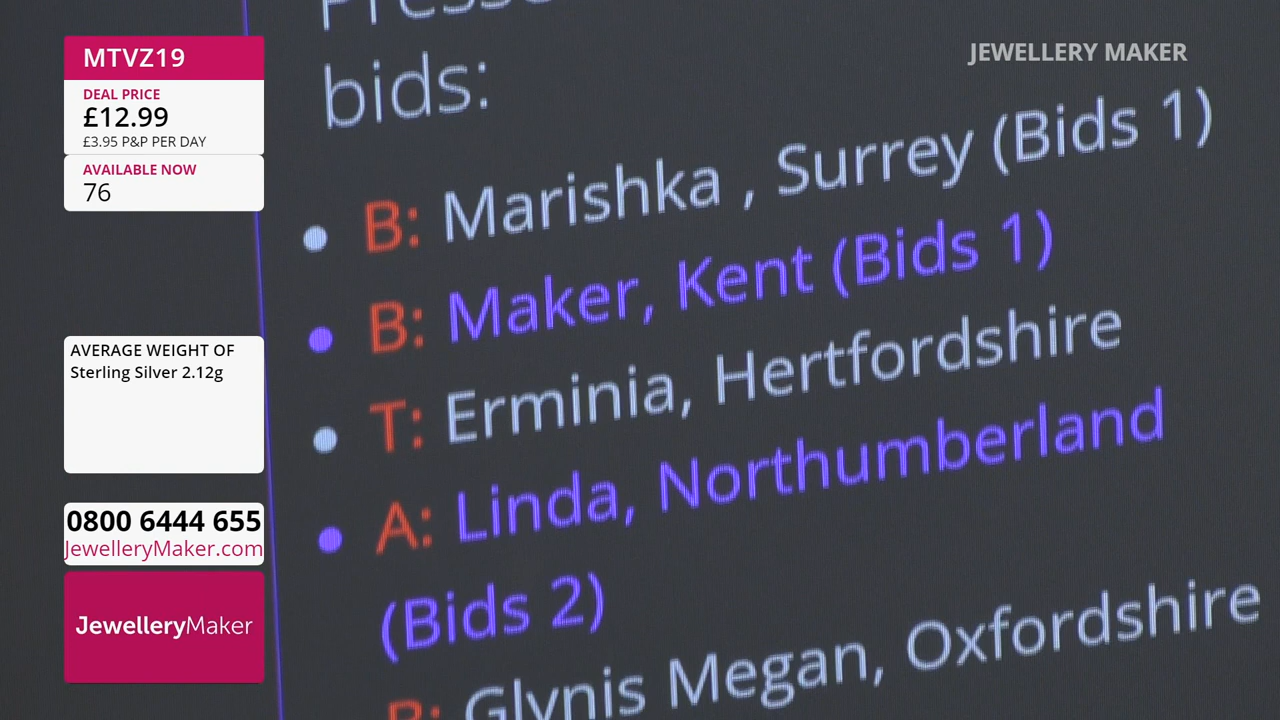 MTVZ19
DEAL PRICE
£12.99
£3.95 P&P PER DAY
AVAILABLE NOW
76
AVERAGE WEIGHT OF
Sterling Silver 2.12g
0800 6444 655
JewelleryMaker.com
JewelleryMaker
JEWELLERY MAKER
bids:
• B: Marishka , Surrey (Bids 1)
• B: Maker, Kent (Bids 1)
• T: Erminia, Hertfordshire
• A: Linda, Northumberland
(Bids 2)
Glynis Megan, Oxfordshire